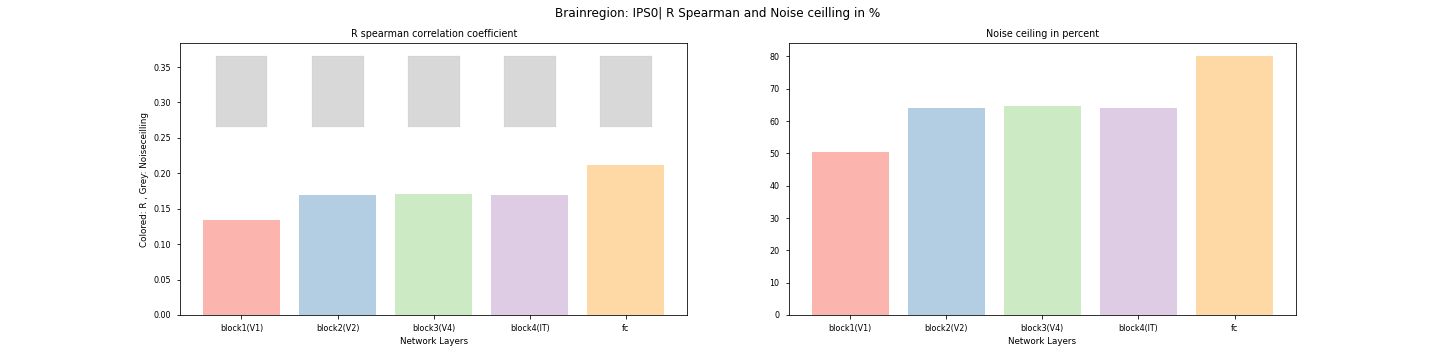 Brainregion: IPS0| R Spearman and Noise ceilling in %
R spearman correlation coefficient
Colored: R , Grey: Noiseceilling
0.35
0.30
0.25
0.20
0.15
0.10
0.05
0.00
block1(V1) block2(V2) block3(V4) block4(IT) fc
Network Layers
Noise ceiling in percent
80
70
60
50
40
30
20
10
0
block1(V1) block2(V2) block3(V4) block4(IT) fc
Network Layers